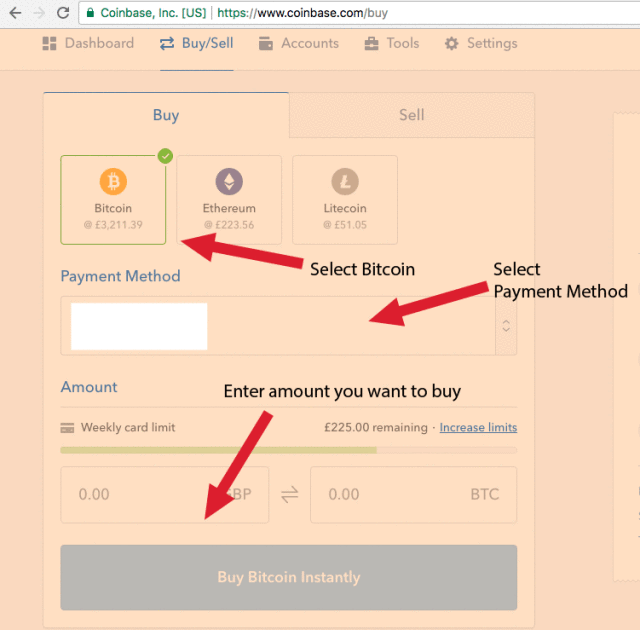 Coinbase, Inc. [US] | https://www.coinbase.com/buy
Dashboard Buy/Sell Accounts Tools Settings
Buy Sell
Bitcoin Ethereum Litecoin
@ £3,211.39 @ £223.56 @ £51.05
Select Bitcoin
Select
Payment Method
Payment Method
Enter amount you want to buy
Amount
Weekly card limit £225.00 remaining · Increase limits
0.00 BP 0.00 BTC
Buy Bitcoin Instantly